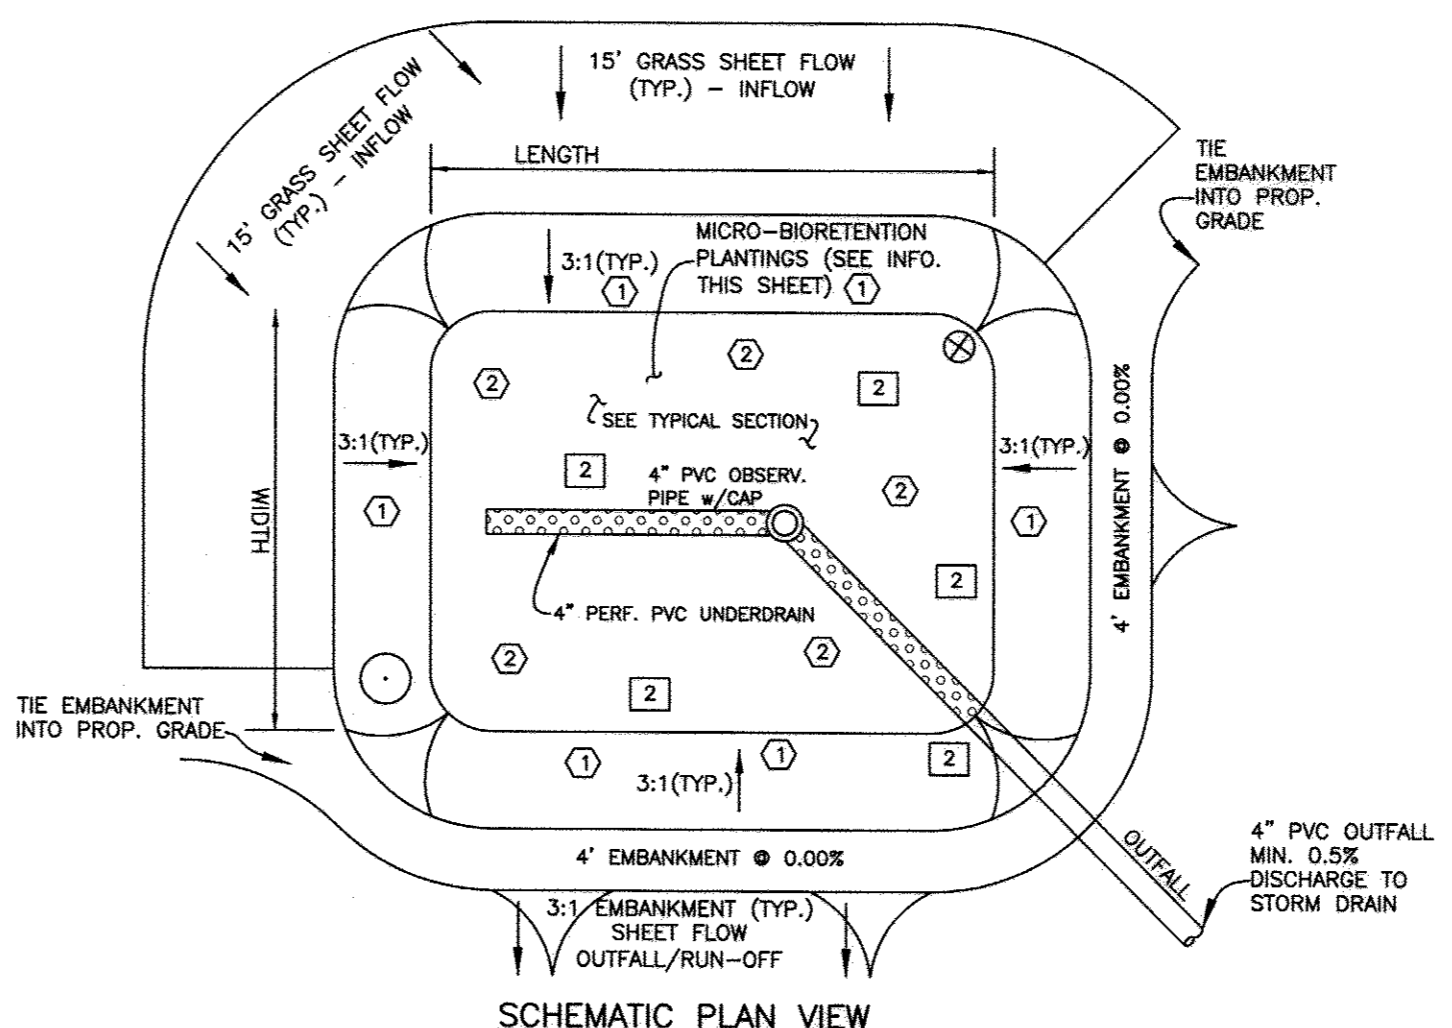 15' GRASS SHEET FLOW
(TYP.) - INFLOW
15' GRASS SHEET FLOW
(TYP.) - INFLOW
LENGTH
TIE
EMBANKMENT
INTO PROP.
GRADE
MICRO-BIORETENTION
PLANTINGS (SEE INFO.
THIS SHEET)
3:1(TYP.)
1
1
2
2
2
SEE TYPICAL SECTION
3:1(TYP.)
3:1(TYP.)
4' EMBANKMENT @ 0.00%
2
4" PVC OBSERV.
PIPE w/CAP
2
WIDTH
1
1
2
4" PERF. PVC UNDERDRAIN
2
2
2
TIE EMBANKMENT
INTO PROP. GRADE
1
1
2
3:1(TYP.)
4' EMBANKMENT @ 0.00%
OUTFALL
4" PVC OUTFALL
MIN. 0.5%
DISCHARGE TO
STORM DRAIN
3:1 EMBANKMENT (TYP.)
SHEET FLOW
OUTFALL/RUN-OFF
SCHEMATIC PLAN VIEW